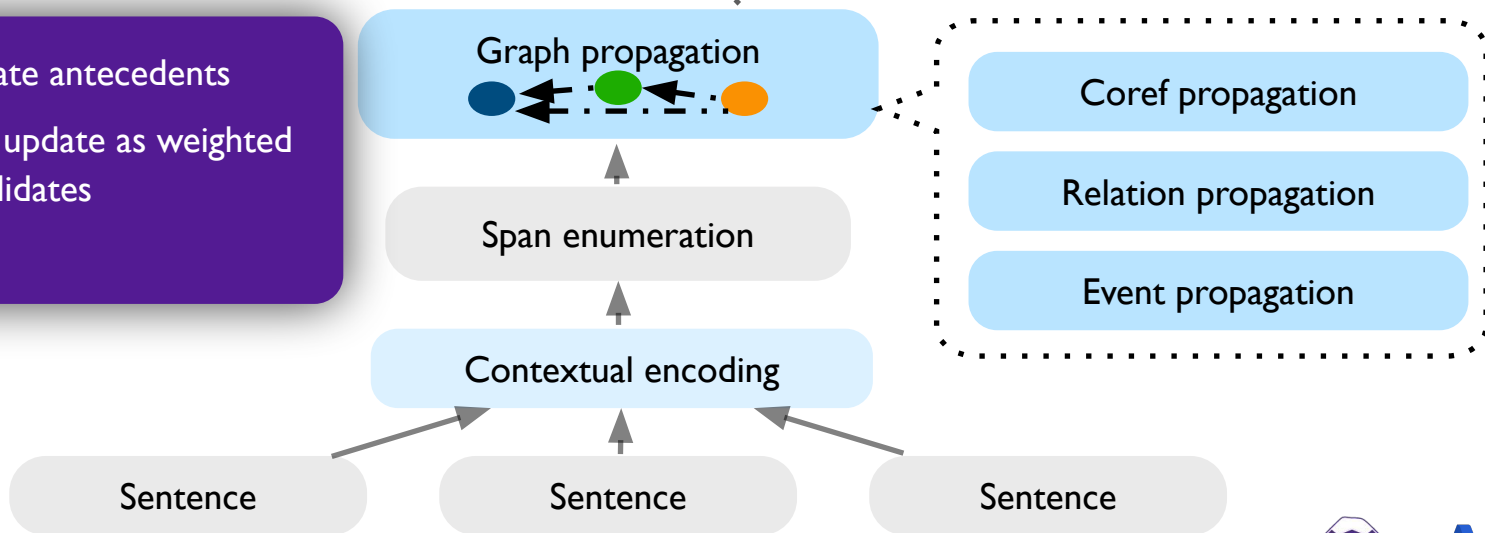 ate antecedents
update as weighted
lidates
Graph propagation
Coref propagation
Relation propagation
Event propagation
Span enumeration
Contextual encoding
Sentence
Sentence
Sentence